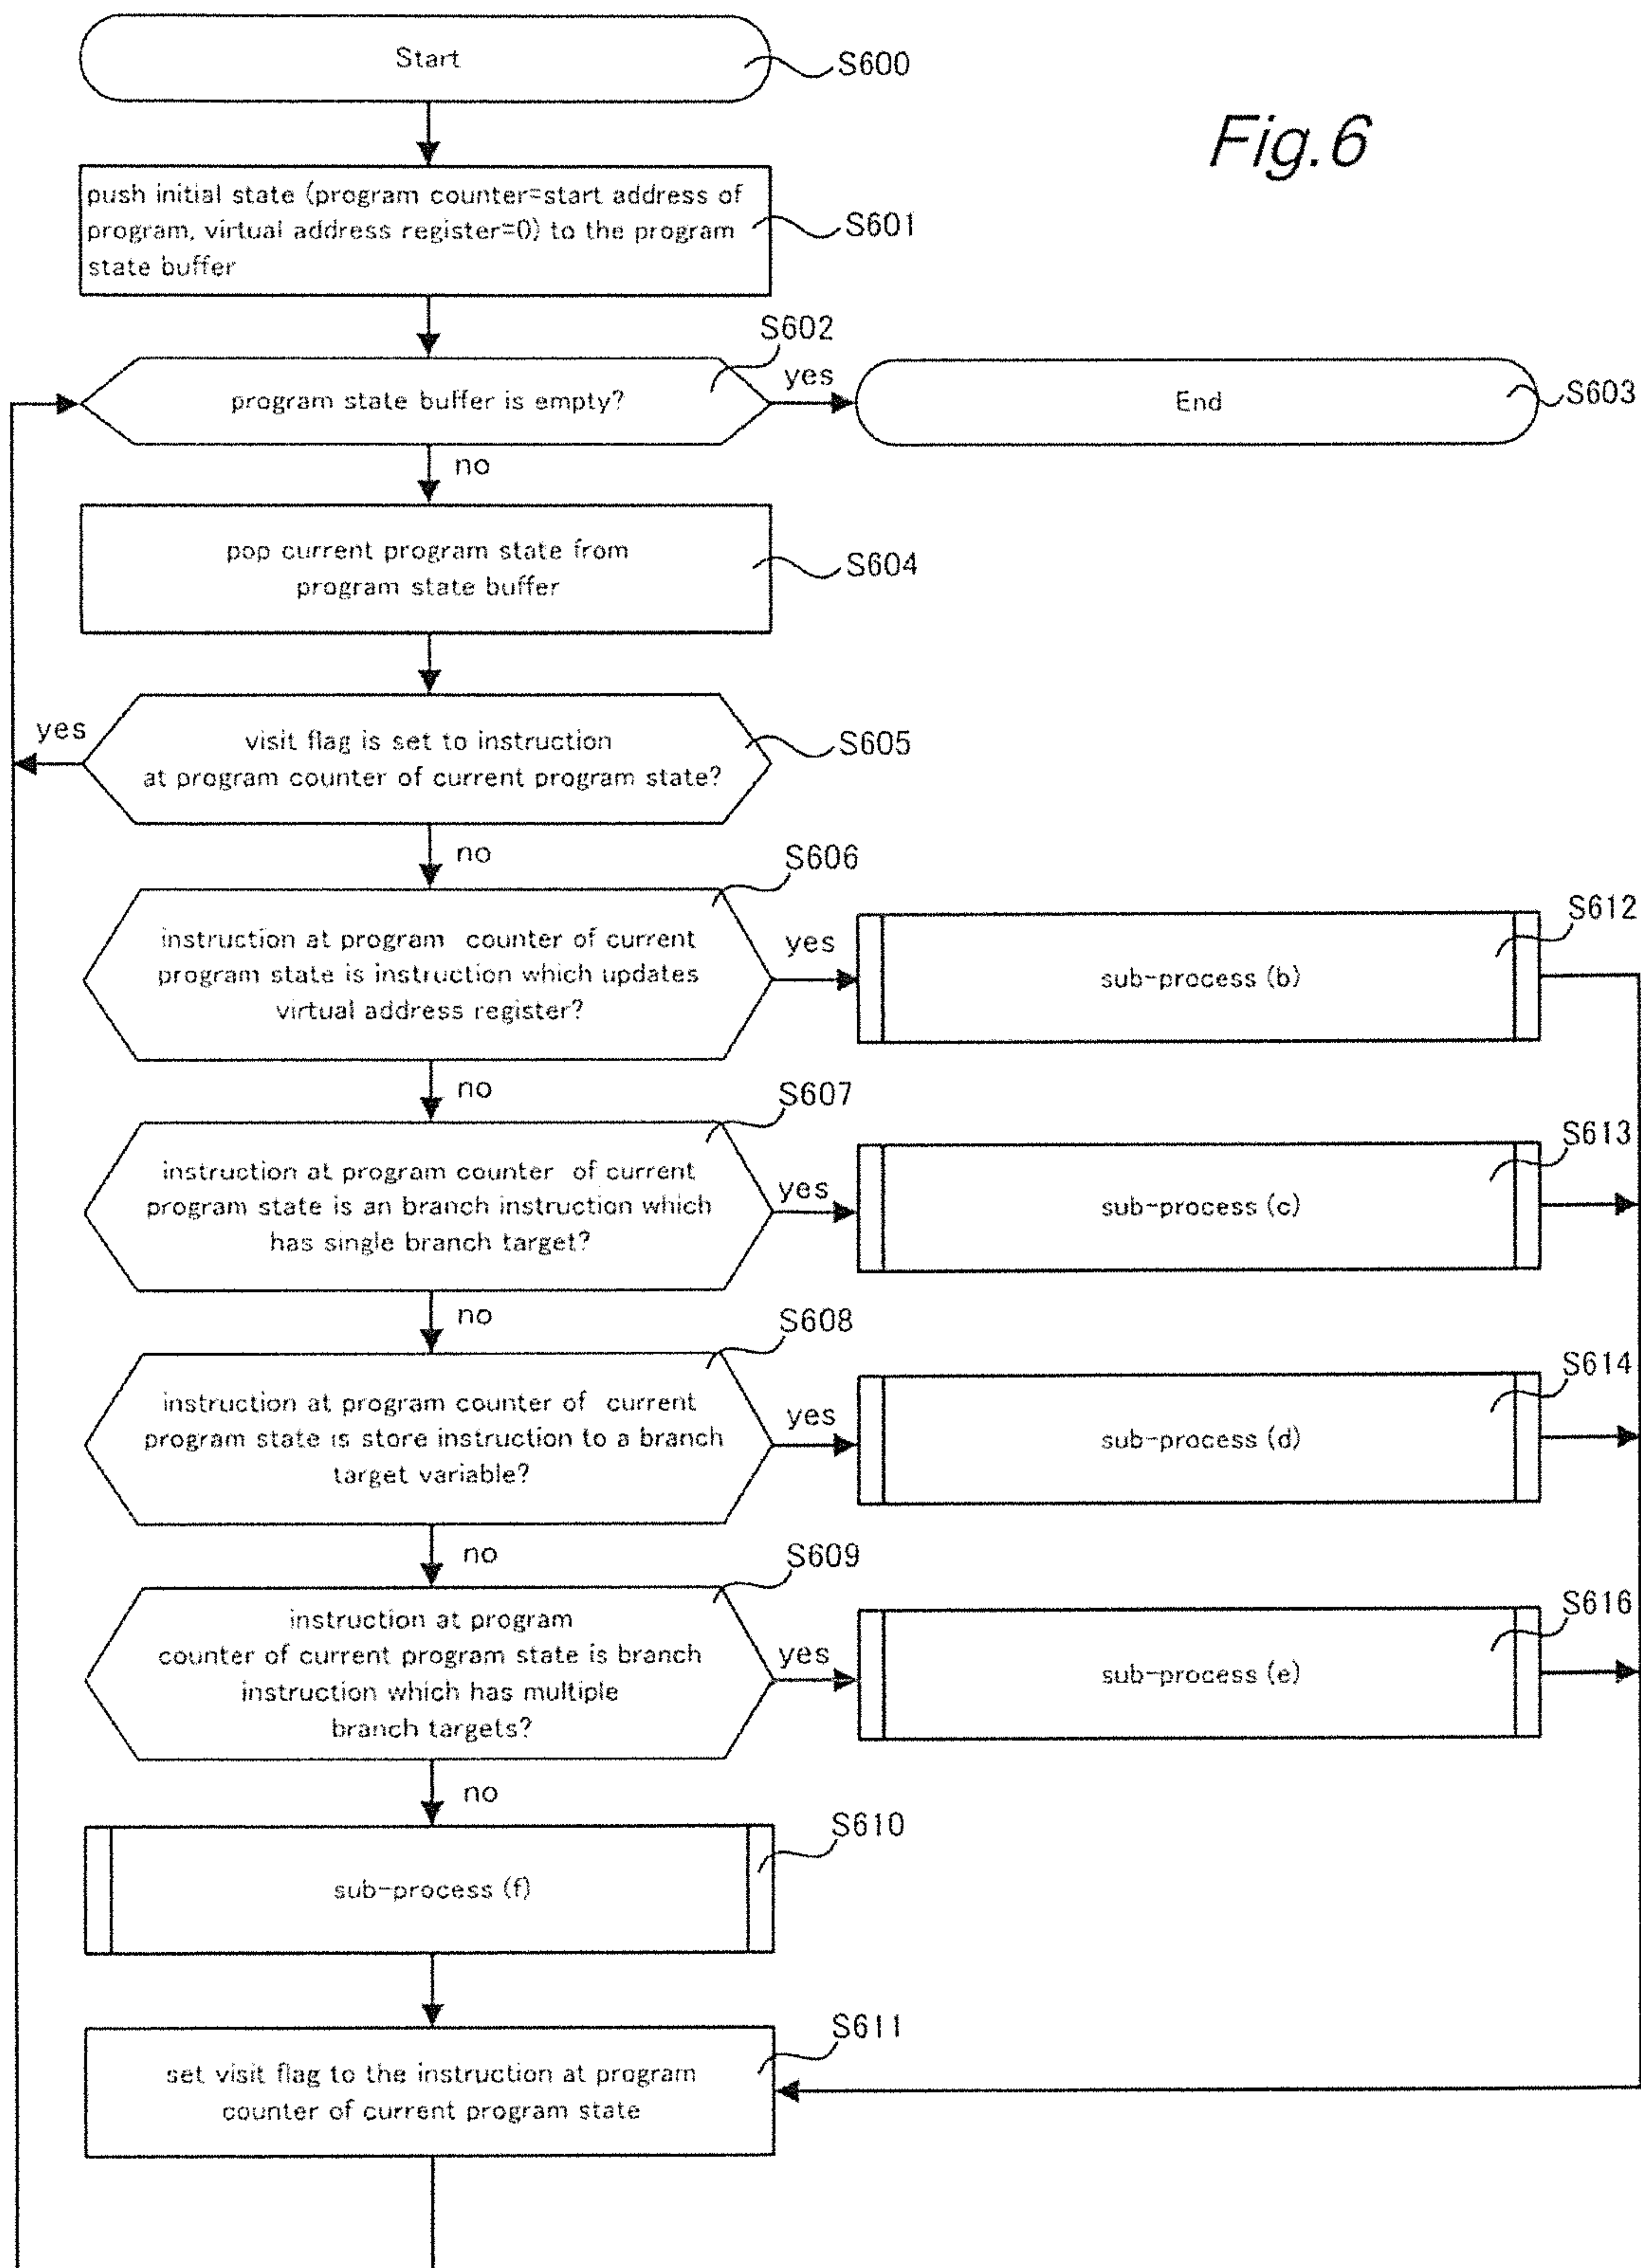 Start
S600
Fig.6
push initial state (program counter=start address of
program, virtual address register=0) to the program
state buffer
S601
S602
program state buffer is empty?
yes
End
S603
no
pop current program state from
program state buffer
S604
yes
visit flag is set to instruction
at program counter of current program state?
S605
no
S606
instruction at program counter of current
program state is instruction which updates
virtual address register?
yes
sub-process (b)
S612
no
S607
instruction at program counter of current
program state is an branch instruction which
has single branch target?
yes
sub-process (c)
S613
no
S608
instruction at program counter of current
program state is store instruction to a branch
target variable?
yes
sub-process (d)
S614
no
S609
instruction at program
counter of current program state is branch
instruction which has multiple
branch targets?
yes
sub-process (e)
S616
no
sub-process (f)
S610
S611
set visit flag to the instruction at program
counter of current program state